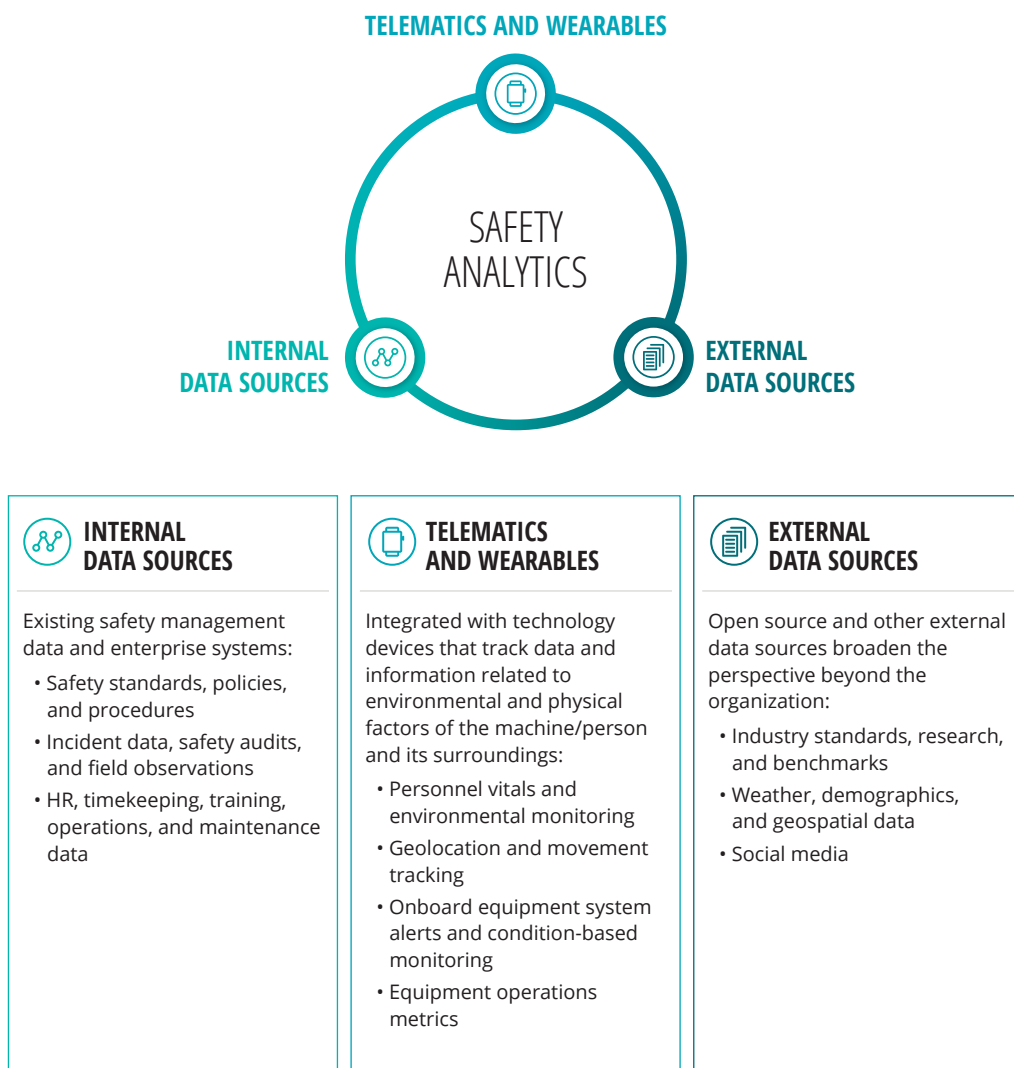 TELEMATICS AND WEARABLES
SAFETY
ANALYTICS
INTERNAL
DATA SOURCES
EXTERNAL
DATA SOURCES
INTERNAL
DATA SOURCES
Existing safety management
data and enterprise systems:
• Safety standards, policies,
and procedures
• Incident data, safety audits,
and field observations
• HR, timekeeping, training,
operations, and maintenance
data
TELEMATICS
AND WEARABLES
Integrated with technology
devices that track data and
information related to
environmental and physical
factors of the machine/person
and its surroundings:
• Personnel vitals and
environmental monitoring
• Geolocation and movement
tracking
• Onboard equipment system
alerts and condition-based
monitoring
• Equipment operations
metrics
EXTERNAL
DATA SOURCES
Open source and other external
data sources broaden the
perspective beyond the
organization:
• Industry standards, research,
and benchmarks
• Weather, demographics,
and geospatial data
• Social media